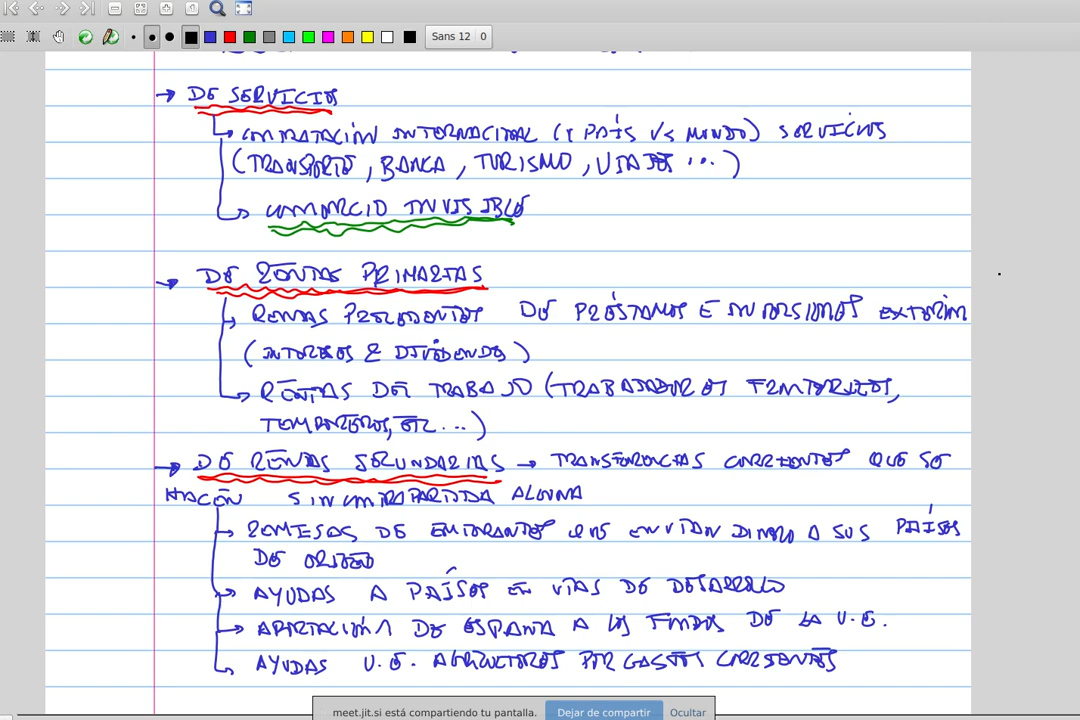 Sans 12 0
→ DE SERVICIOS
→ CONTRATACIÓN INTERNACIONAL (1 PAÍS VS MUNDO) SERVICIOS
(TRANSPORTE, BANCA, TURISMO, VIAJES ...)
→ COMERCIO INVISIBLE
→ DE RENTAS PRIMARIAS
→ RENTAS PROCEDENTES DE PRÉSTAMOS E INVERSIONES EXTERIOR
(INTERESES & DIVIDENDOS)
→ RENTAS DEL TRABAJO (TRABAJADORES FRONTERIZOS,
TEMPOREROS, ETC ...)
→ DE RENTAS SECUNDARIAS → TRANSFERENCIAS CORRIENTES QUE SE
HACEN SIN CONTRAPARTIDA ALGUNA
→ REMESAS DE EMIGRANTES QUE ENVÍAN DINERO A SUS PAÍSES
DE ORIGEN
→ AYUDAS A PAÍSES EN VÍAS DE DESARROLLO
→ APORTACIÓN DE ESPAÑA A LOS FONDOS DE LA U.E.
→ AYUDAS U.E. AGRICULTORES POR GASTOS CORRIENTES
meet.jit.si está compartiendo tu pantalla. Dejar de compartir Ocultar